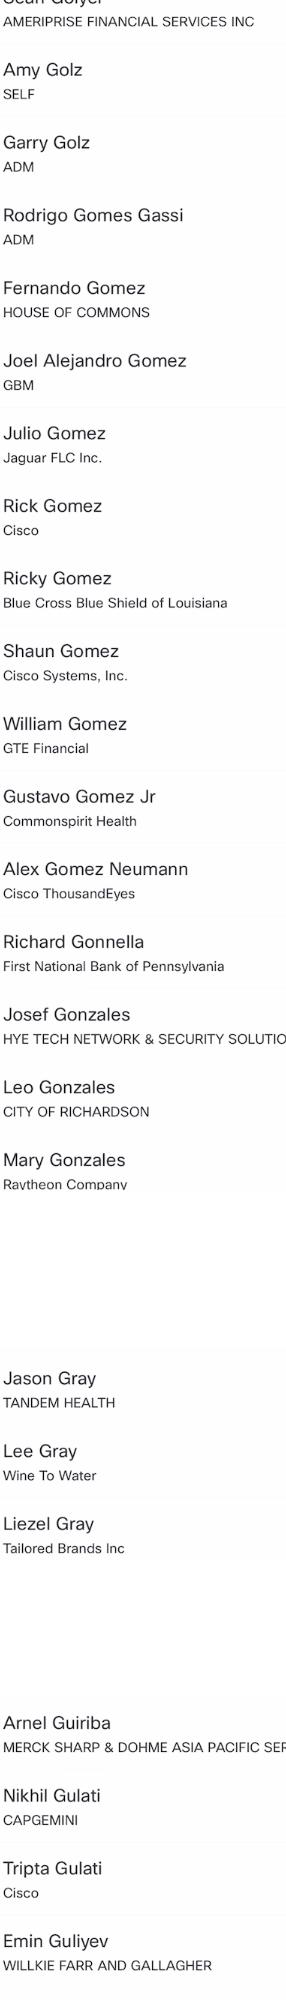 AMERIPRISE FINANCIAL SERVICES INC
Amy Golz
SELF
Garry Golz
ADM
Rodrigo Gomes Gassi
ADM
Fernando Gomez
HOUSE OF COMMONS
Joel Alejandro Gomez
GBM
Julio Gomez
Jaguar FLC Inc.
Rick Gomez
Cisco
Ricky Gomez
Blue Cross Blue Shield of Louisiana
Shaun Gomez
Cisco Systems, Inc.
William Gomez
GTE Financial
Gustavo Gomez Jr
Commonspirit Health
Alex Gomez Neumann
Cisco ThousandEyes
Richard Gonnella
First National Bank of Pennsylvania
Josef Gonzales
HYE TECH NETWORK & SECURITY SOLUTIO
Leo Gonzales
CITY OF RICHARDSON
Mary Gonzales
Raytheon Company
Jason Gray
TANDEM HEALTH
Lee Gray
Wine To Water
Liezel Gray
Tailored Brands Inc
Arnel Guiriba
MERCK SHARP & DOHME ASIA PACIFIC SER
Nikhil Gulati
CAPGEMINI
Tripta Gulati
Cisco
Emin Guliyev
WILLKIE FARR AND GALLAGHER